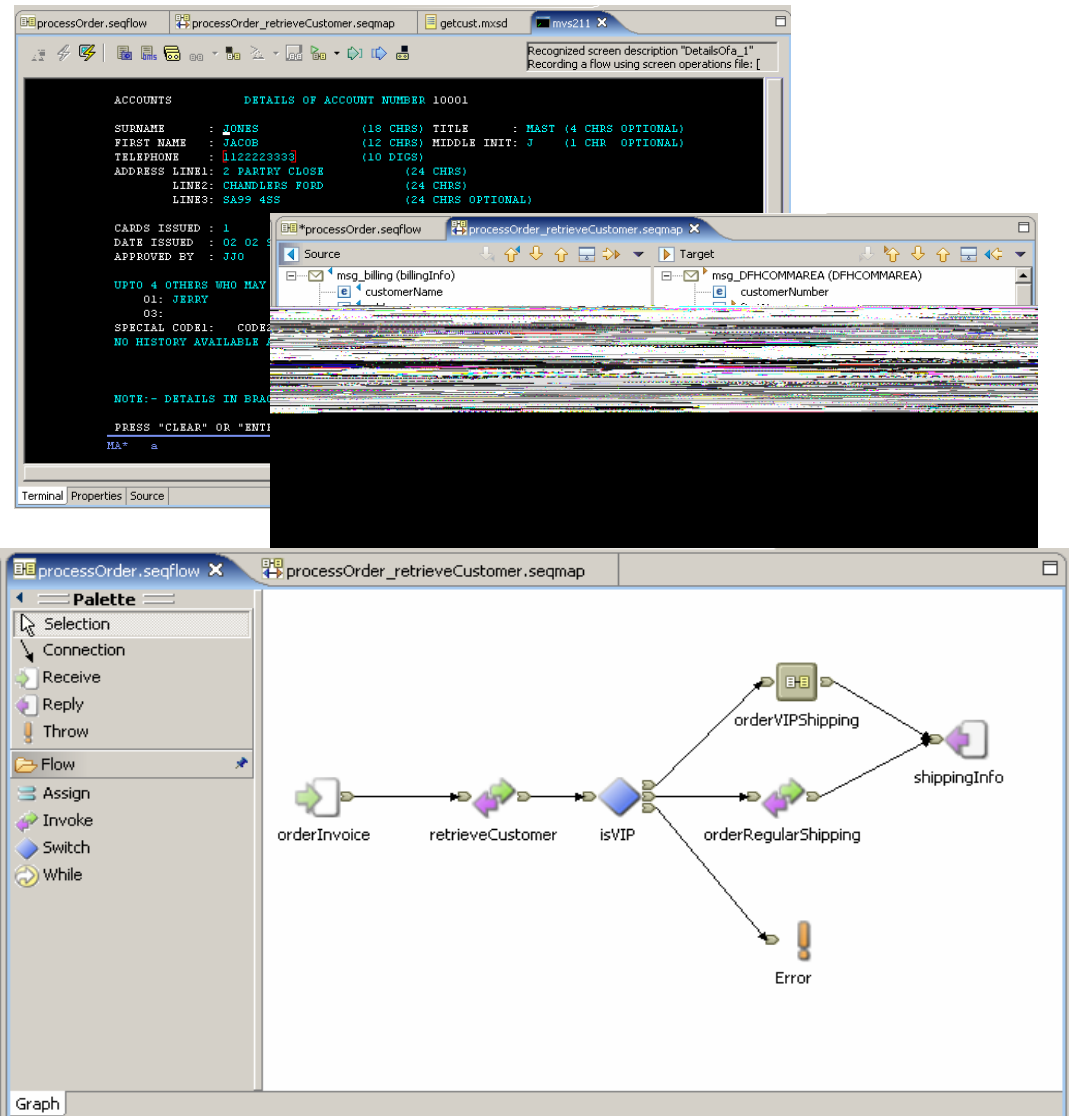 processOrder.seqflow processOrder_retrieveCustomer.seqmap getcust.mxsd mvs211
Recognized screen description "DetailsOfa_1"
Recording a flow using screen operations file: [
ACCOUNTS DETAILS OF ACCOUNT NUMBER 10001
SURNAME : JONES (18 CHRS) TITLE : MAST (4 CHRS OPTIONAL)
FIRST NAME : JACOB (12 CHRS) MIDDLE INIT: J (1 CHR OPTIONAL)
TELEPHONE : 1122223333 (10 DIGS)
ADDRESS LINE1: 2 PARTRY CLOSE (24 CHRS)
LINE2: CHANDLERS FORD (24 CHRS)
LINE3: SA99 4SS (24 CHRS OPTIONAL)
CARDS ISSUED : 1
DATE ISSUED : 02 02
APPROVED BY : JJO
UPTO 4 OTHERS WHO MAY
01: JERRY
03:
SPECIAL CODE1: CODE2
NO HISTORY AVAILABLE
NOTE:- DETAILS IN
PRESS "CLEAR" OR
MA* a
Terminal Properties Source
*processOrder.seqflow processOrder_retrieveCustomer.seqmap
Source Target
msg_billing (billingInfo) msg_DFHCOMMAREA (DFHCOMMAREA)
customerName customerNumber
processOrder.seqflow processOrder_retrieveCustomer.seqmap
Palette
Selection
Connection
Receive
Reply
Throw
Flow
Assign
Invoke
Switch
While
orderVIPShipping
shippingInfo
orderInvoice retrieveCustomer isVIP orderRegularShipping
Error
Graph